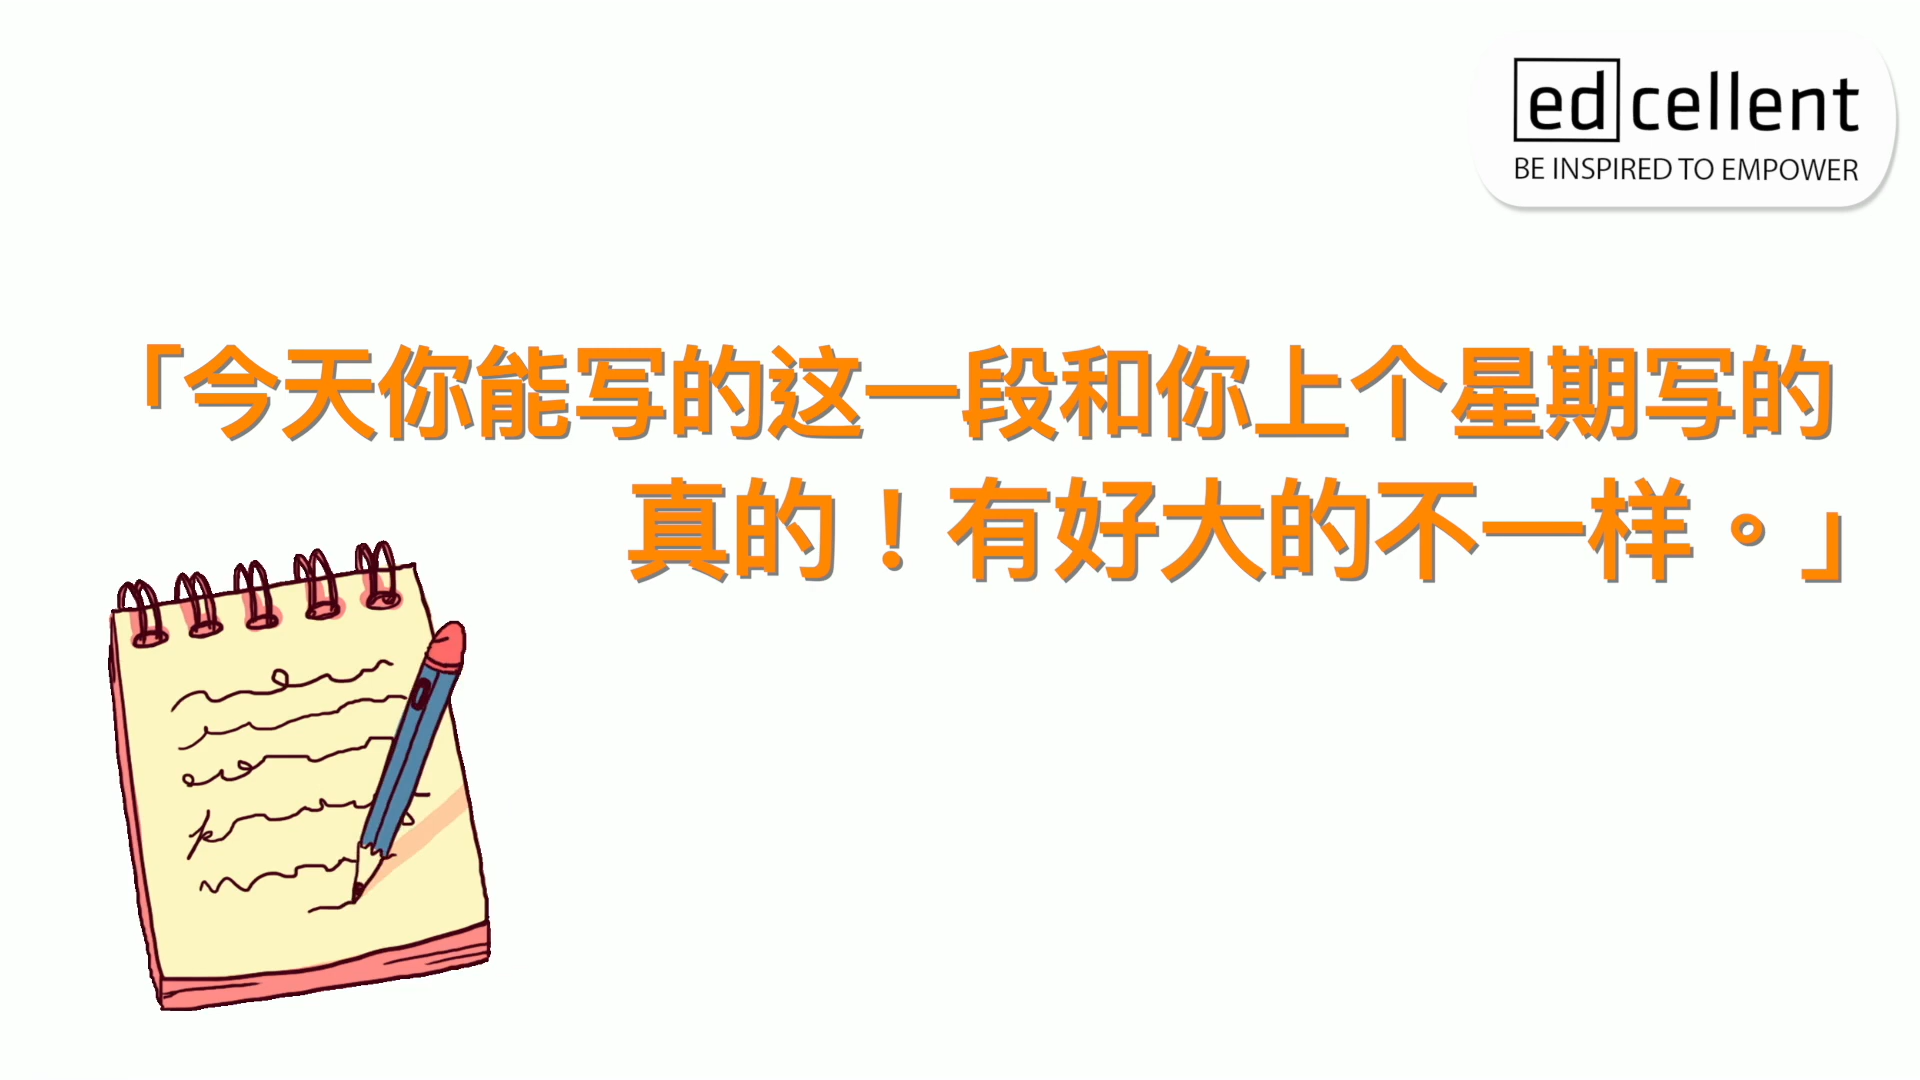 edcellent
BE INSPIRED TO EMPOWER
「今天你能写的这一段和你上个星期写的
真的！有好大的不一样。」